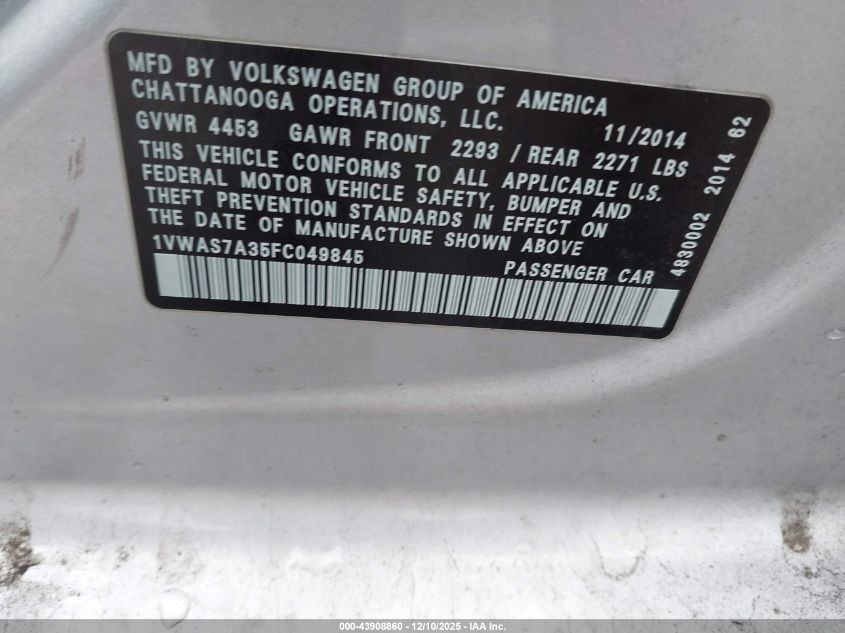 MFD BY VOLKSWAGEN GROUP OF AMERICA
CHATTANOOGA OPERATIONS, LLC. 11/2014
GVWR 4453 GAWR FRONT 2293 / REAR 2271 LBS
THIS VEHICLE CONFORMS TO ALL APPLICABLE U.S.
FEDERAL MOTOR VEHICLE SAFETY, BUMPER AND
THEFT PREVENTION STANDARDS IN EFFECT ON
THE DATE OF MANUFACTURE SHOWN ABOVE
1VWAS7A35FC049845 PASSENGER CAR
4830002 2014 62
000-43908860 - 12/10/2025 - IAA Inc.